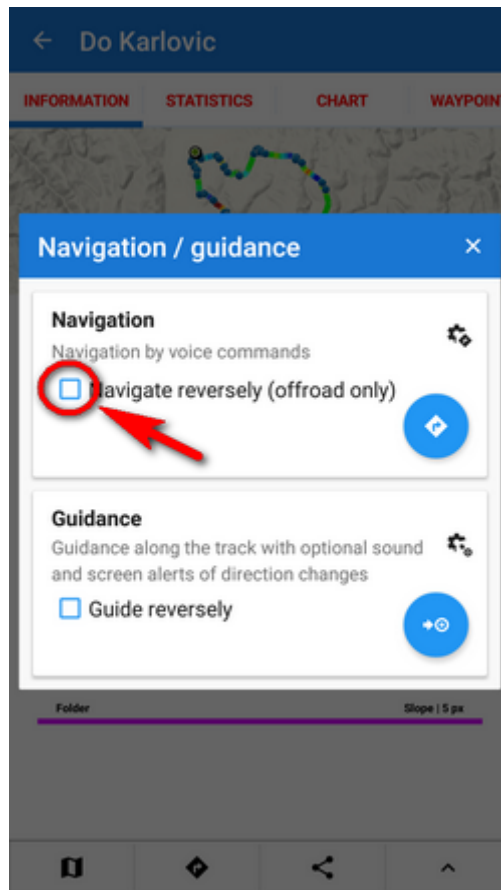 Do Karlovic
INFORMATION STATISTICS CHART WAYPOIN
Navigation / guidance
Navigation
Navigation by voice commands
Navigate reversely (offroad only)
Guidance
Guidance along the track with optional sound
and screen alerts of direction changes
Guide reversely
Folder Slope | 5 px